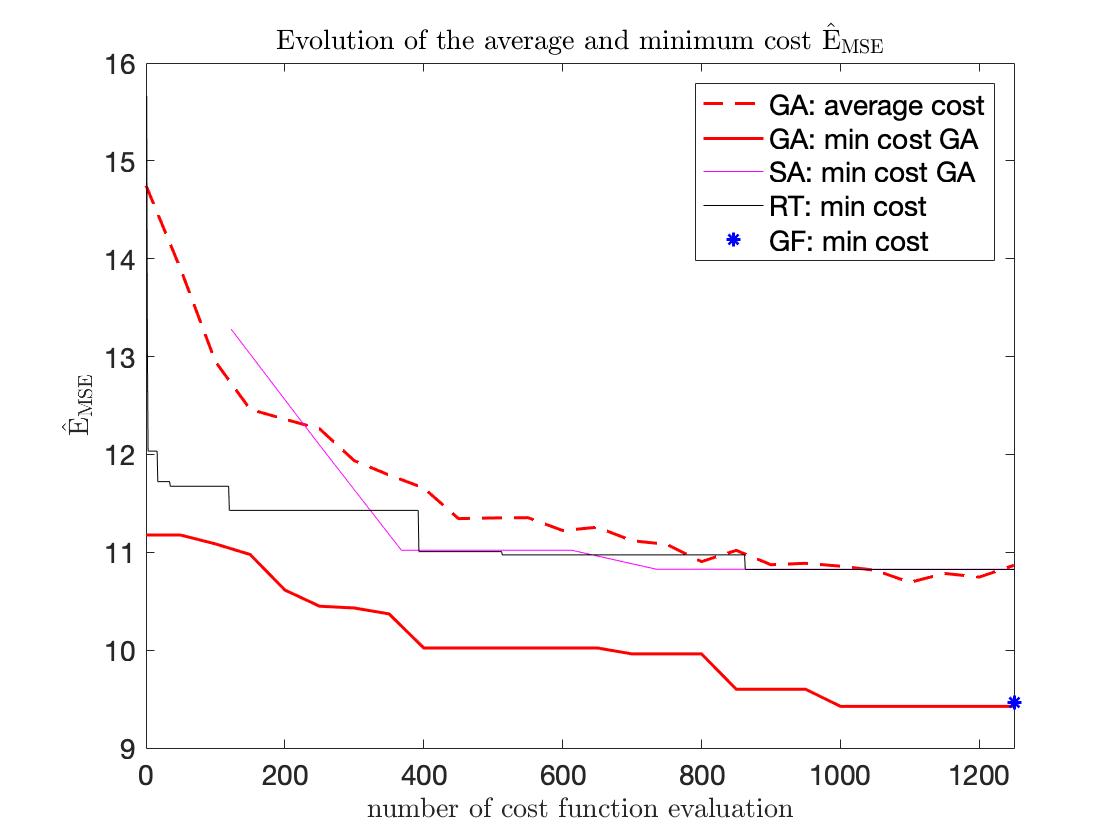 Evolution of the average and minimum cost Ê_MSE
16
15
14
13
12
11
10
9
Ê_MSE
GA: average cost
GA: min cost GA
SA: min cost GA
RT: min cost
GF: min cost
0 200 400 600 800 1000 1200
number of cost function evaluation